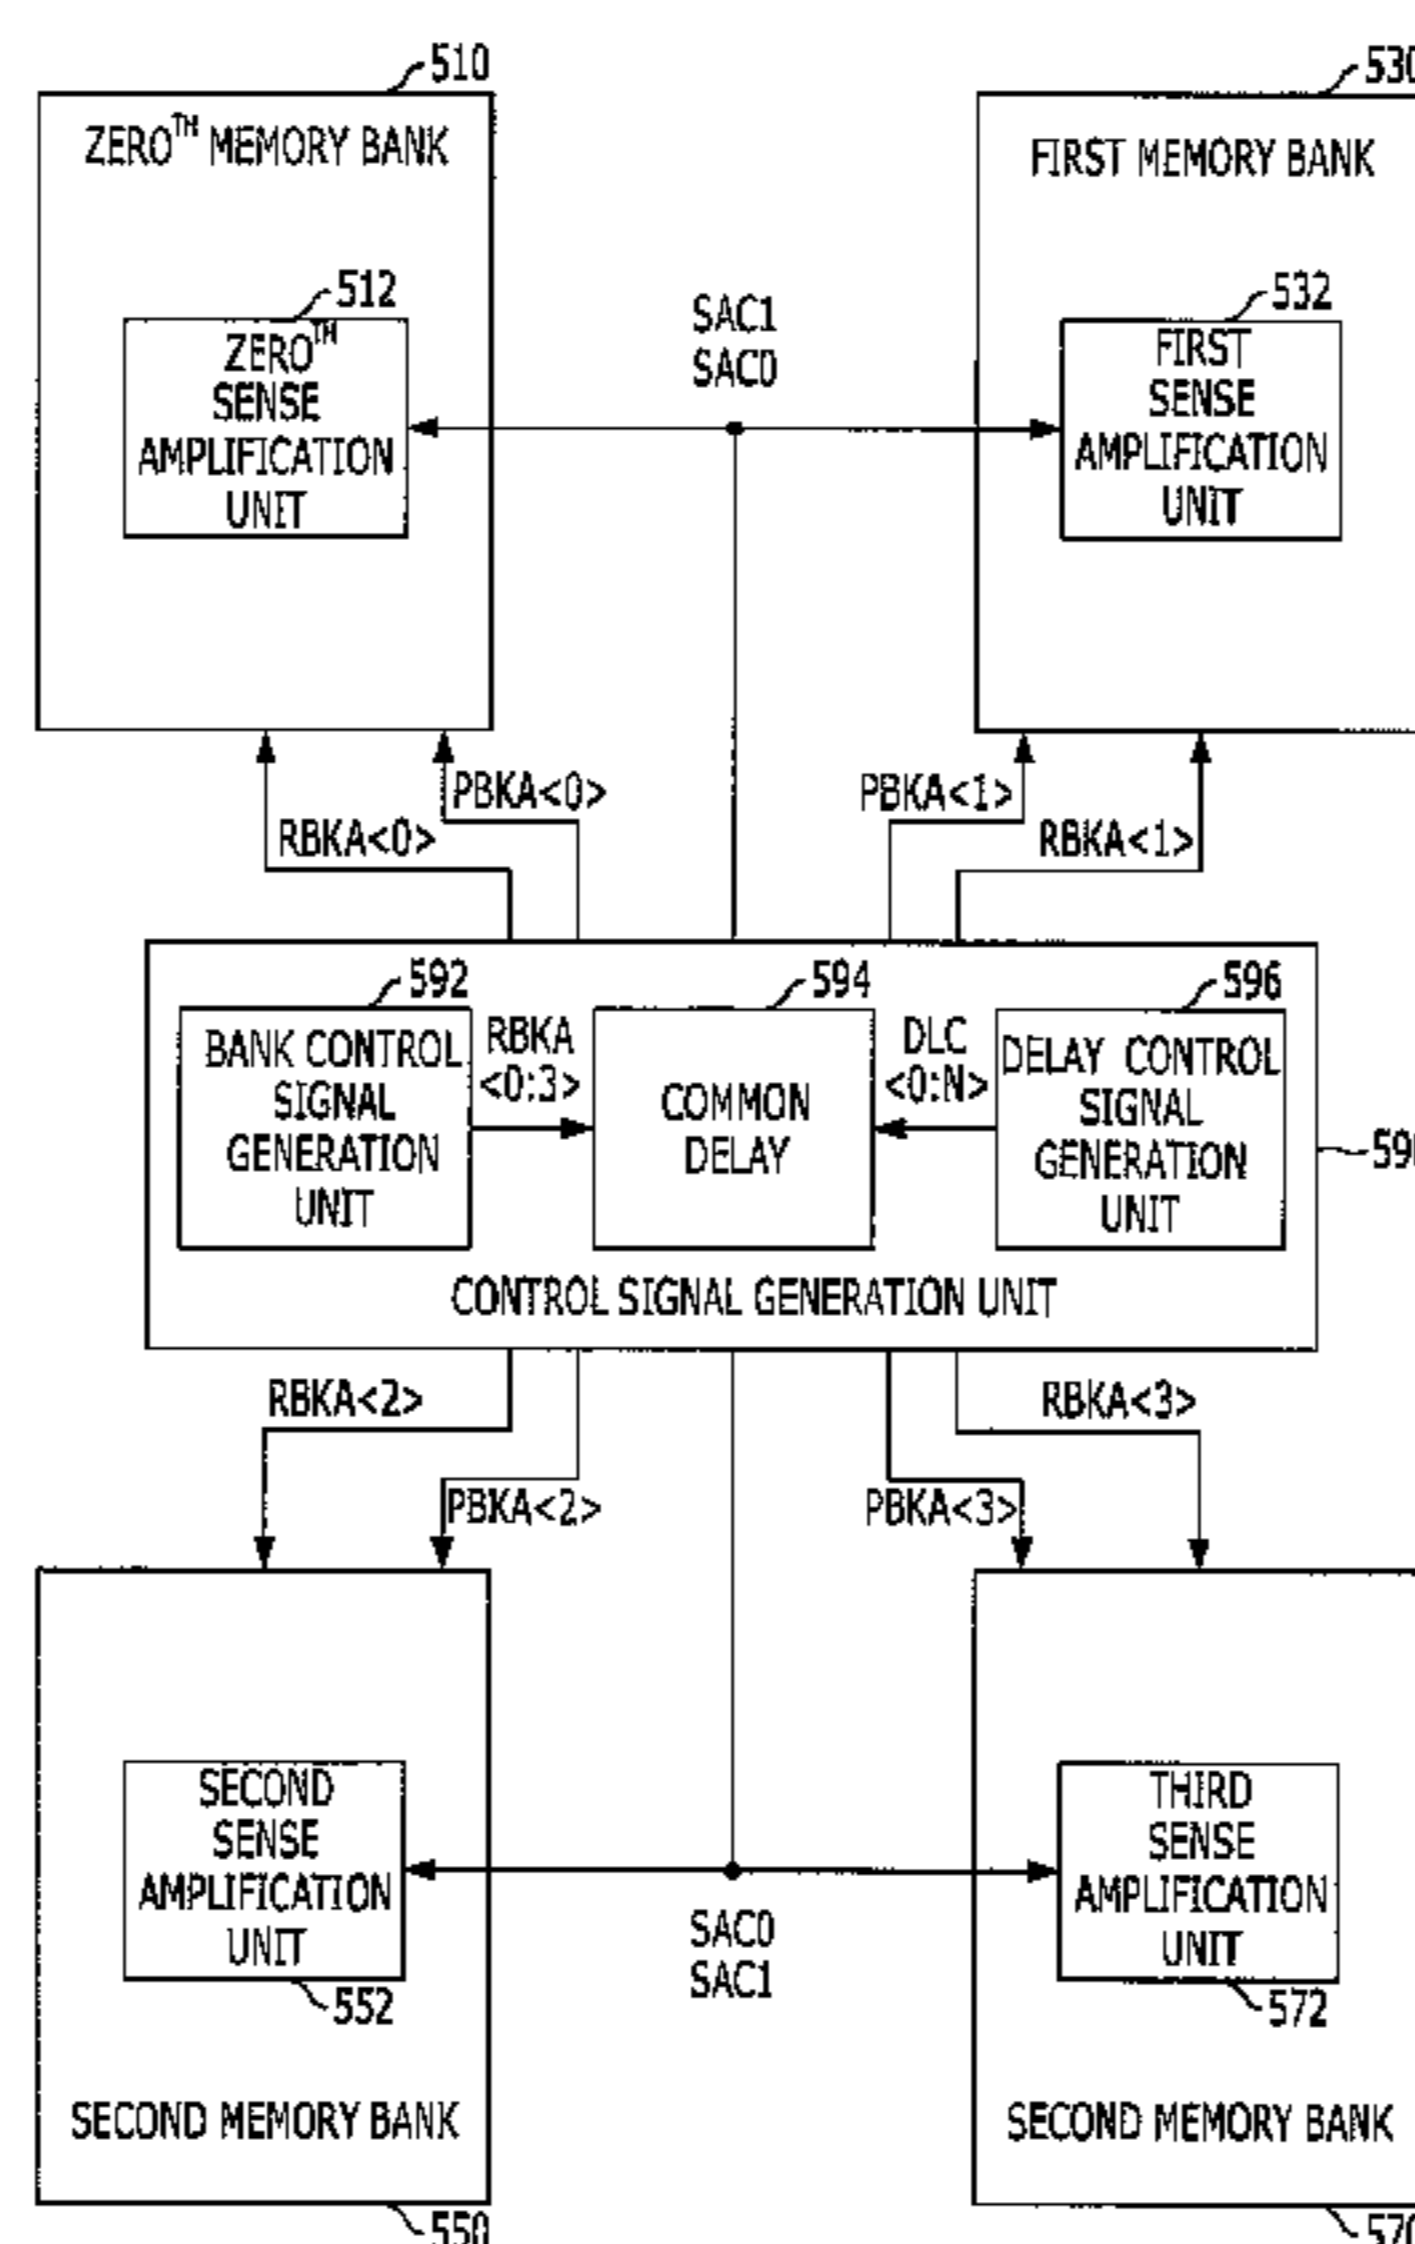 510
530
ZERO™ MEMORY BANK
FIRST MEMORY BANK
512
532
ZERO™
SENSE
AMPLIFICATION
UNIT
SAC1
SAC0
FIRST
SENSE
AMPLIFICATION
UNIT
PBKA<0>
PBKA<1>
RBKA<0>
RBKA<1>
592
594
596
BANK CONTROL
SIGNAL
GENERATION
UNIT
RBKA
<0:3>
COMMON
DELAY
DLC
<0:N>
DELAY CONTROL
SIGNAL
GENERATION
UNIT
CONTROL SIGNAL GENERATION UNIT
RBKA<2>
RBKA<3>
PBKA<2>
PBKA<3>
SECOND
SENSE
AMPLIFICATION
UNIT
THIRD
SENSE
AMPLIFICATION
UNIT
SAC0
SAC1
552
572
SECOND MEMORY BANK
SECOND MEMORY BANK
550
570